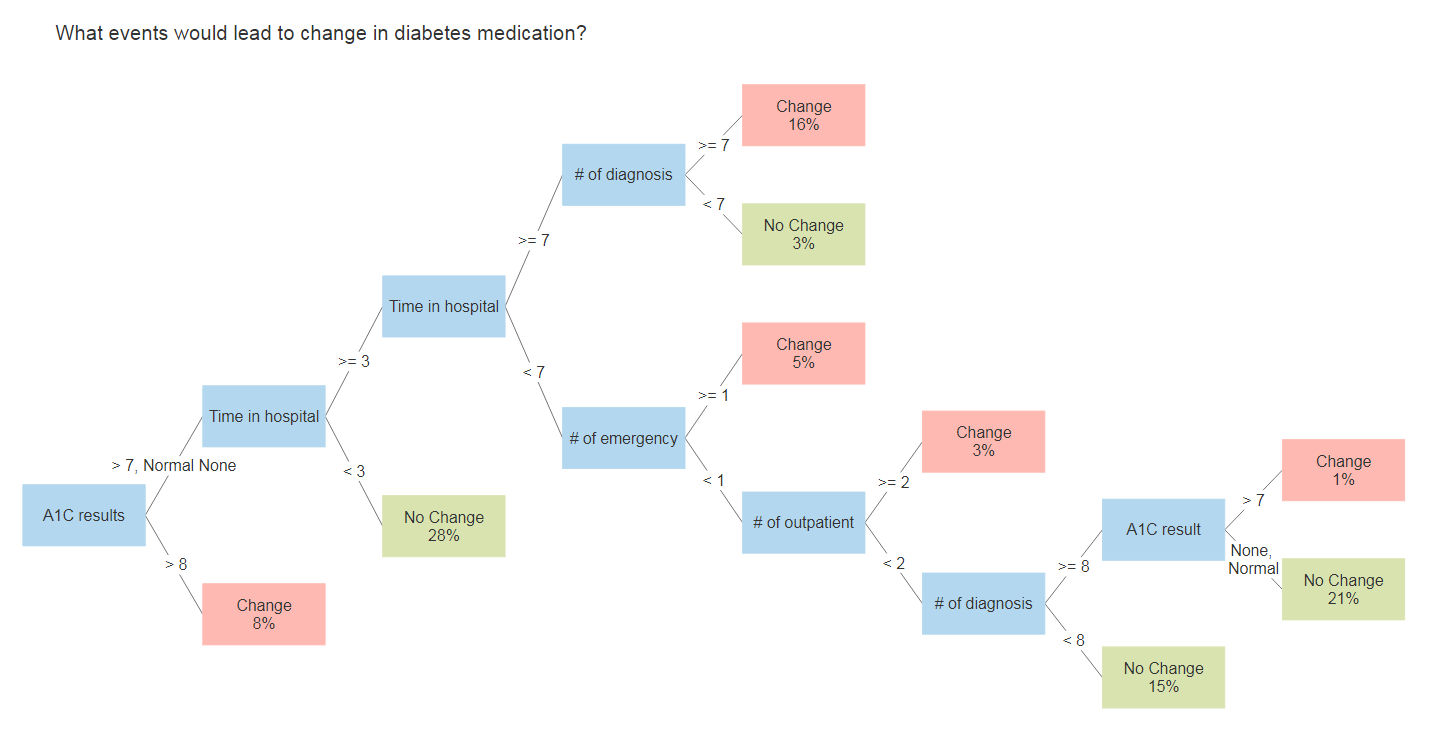 What events would lead to change in diabetes medication?
Change
16%
>= 7
# of diagnosis
< 7
No Change
3%
>= 7
Time in hospital
Change
5%
>= 3
< 7
>= 1
Time in hospital
# of emergency
Change
3%
> 7, Normal None
< 3
< 1
>= 2
Change
1%
A1C results
No Change
28%
# of outpatient
A1C result
> 7
None,
Normal
> 8
< 2
>= 8
No Change
21%
Change
8%
# of diagnosis
< 8
No Change
15%